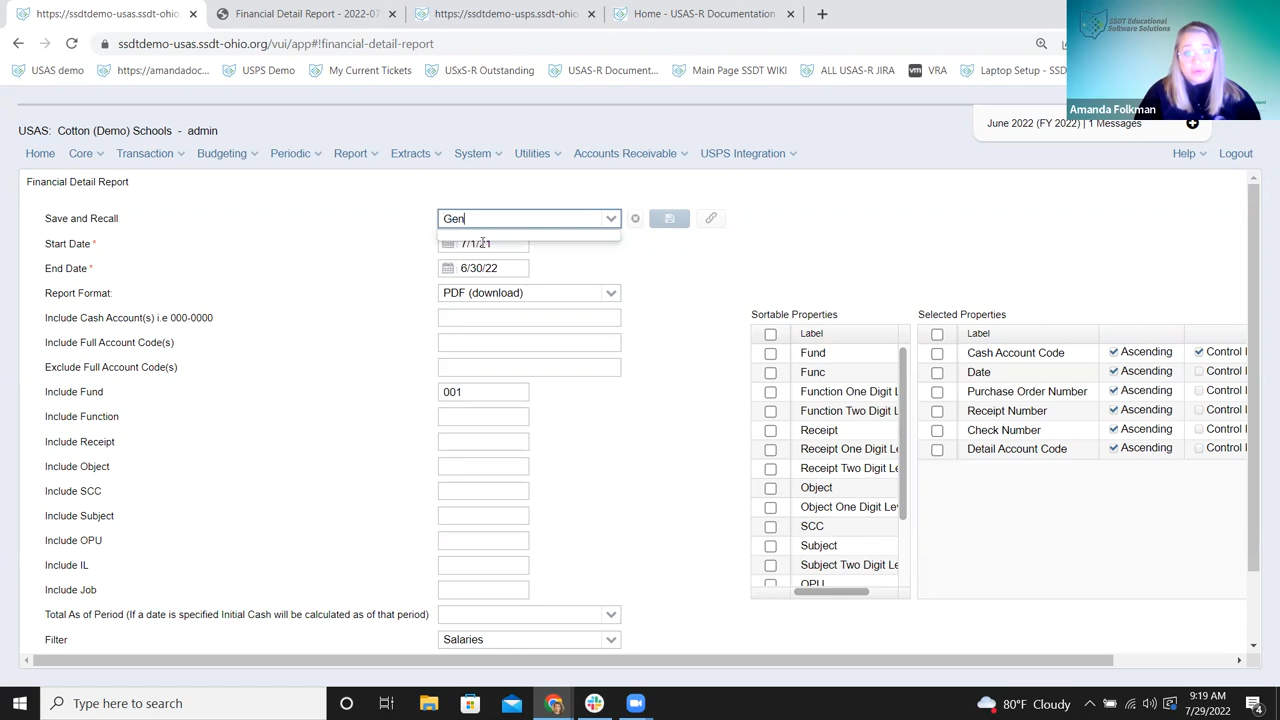 https://ssdtdemo-usas.ssdt-ohio
Financial Detail Report - 2022-07
https://ssdtdemo-usps.ssdt-ohio
Home - USAS-R Documentation
ssdtdemo-usas.ssdt-ohio.org/vui/app#!financial-detail-report
USAS demo
https://amandadoc...
USPS Demo
My Current Tickets
USxS-R Outstanding
USAS-R Document...
Main Page SSDT WIKI
ALL USAS-R JIRA
vm
VRA
Laptop Setup - SSD
SSDT Educational
Software Solutions
Amanda Folkman
USAS: Cotton (Demo) Schools - admin
June 2022 (FY 2022) | 1 Messages
Home
Core
Transaction
Budgeting
Periodic
Report
Extracts
System
Utilities
Accounts Receivable
USPS Integration
Help
Logout
Financial Detail Report
Save and Recall
Gen
Start Date *
7/1/21
End Date *
6/30/22
Report Format:
PDF (download)
Include Cash Account(s) i.e 000-0000
Include Full Account Code(s)
Exclude Full Account Code(s)
Include Fund
001
Include Function
Include Receipt
Include Object
Include SCC
Include Subject
Include OPU
Include IL
Include Job
Total As of Period (If a date is specified Initial Cash will be calculated as of that period)
Filter
Salaries
Sortable Properties
Label
Fund
Func
Function One Digit L
Function Two Digit L
Receipt
Receipt One Digit Le
Receipt Two Digit Le
Object
Object One Digit Lev
SCC
Subject
Subject Two Digit Le
OPU
Selected Properties
Label
Cash Account Code
Ascending
Control
Date
Ascending
Control
Purchase Order Number
Ascending
Control
Receipt Number
Ascending
Control
Check Number
Ascending
Control
Detail Account Code
Ascending
Control
Type here to search
80°F Cloudy
9:19 AM
7/29/2022
4